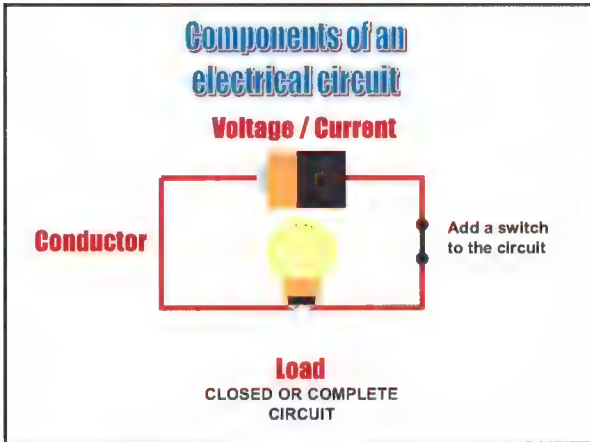 Components of an
electrical circuit
Voltage / Current
Conductor
Add a switch
to the circuit
Load
CLOSED OR COMPLETE
CIRCUIT